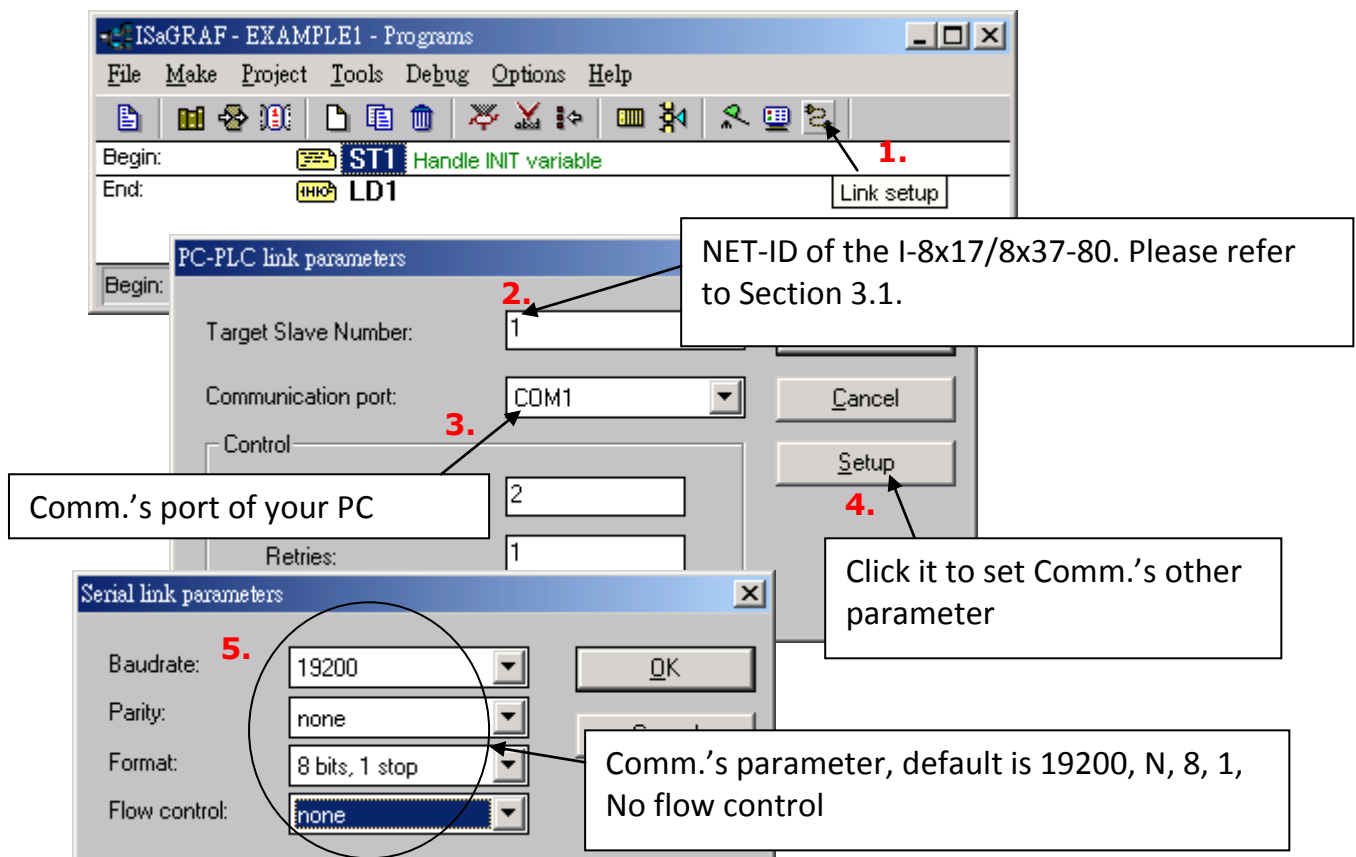 ISaGRAF - EXAMPLE1 - Programs
File Make Project Tools Debug Options Help
Begin: ST1 Handle INIT variable
1.
End: LD1
Link setup
Begin:
PC-PLC link parameters
NET-ID of the I-8x17/8x37-80. Please refer
to Section 3.1.
2.
Target Slave Number: 1
Communication port: COM1
Cancel
3.
Control
Setup
Comm.’s port of your PC
2
4.
Retries: 1
Click it to set Comm.’s other
parameter
Serial link parameters
5.
Baudrate: 19200
OK
Parity: none
Format: 8 bits, 1 stop
Comm.’s parameter, default is 19200, N, 8, 1,
No flow control
Flow control: none